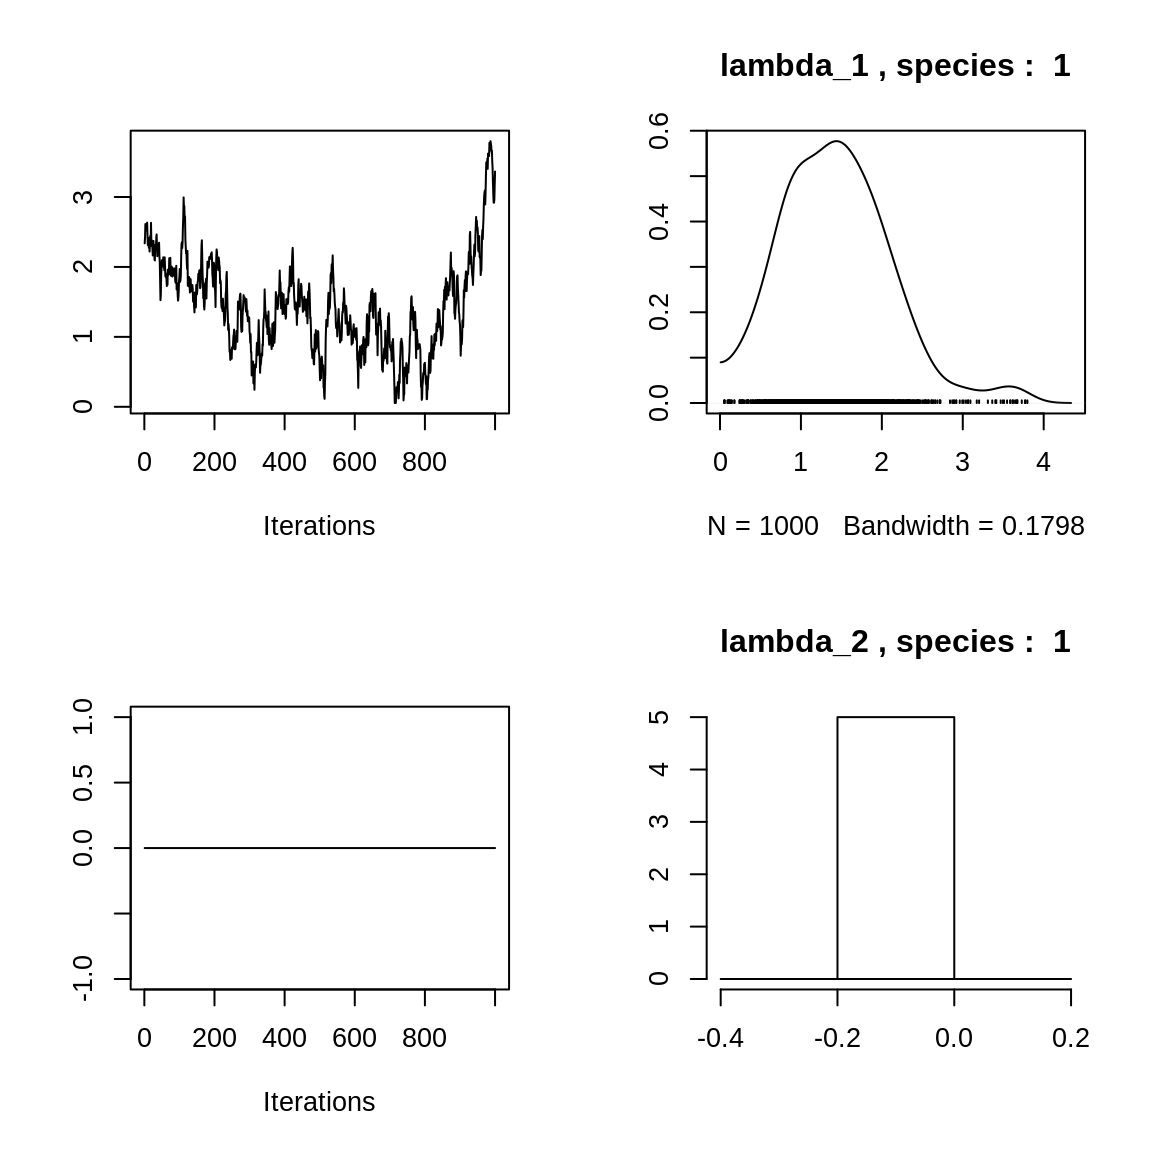 lambda_1 , species :  1
3
2
1
0
0 200 400 600 800
Iterations
0.6
0.4
0.2
0.0
0 1 2 3 4
N = 1000   Bandwidth = 0.1798
lambda_2 , species :  1
1.0
0.5
0.0
-1.0
0 200 400 600 800
Iterations
5
4
3
2
1
0
-0.4 -0.2 0.0 0.2